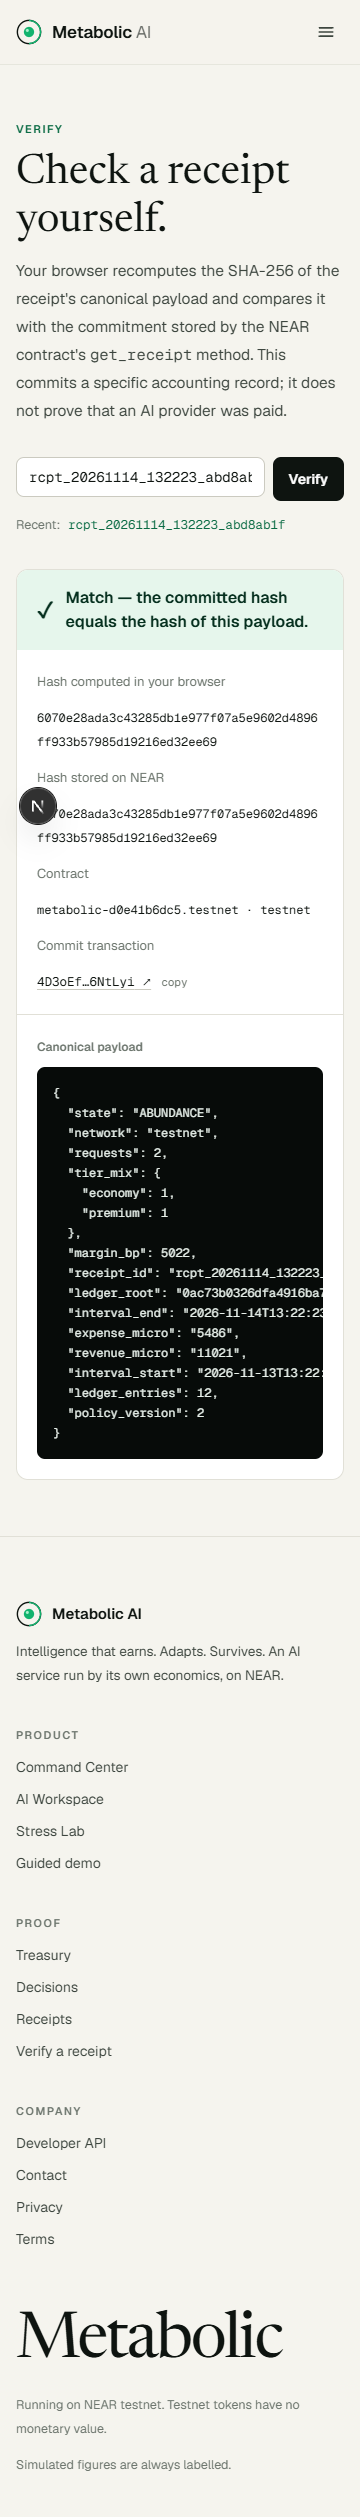 Metabolic AI
VERIFY
Check a receipt
yourself.
Your browser recomputes the SHA-256 of the
receipt's canonical payload and compares it
with the commitment stored by the NEAR
contract's get_receipt method. This
commits a specific accounting record; it does
not prove that an AI provider was paid.
rcpt_20261114_132223_abd8ab
Verify
Recent: rcpt_20261114_132223_abd8ab1f
✓ Match — the committed hash
equals the hash of this payload.
Hash computed in your browser
6070e28ada3c43285db1e977f07a5e9602d4896
ff933b57985d19216ed32ee69
Hash stored on NEAR
N
70e28ada3c43285db1e977f07a5e9602d4896
ff933b57985d19216ed32ee69
Contract
metabolic-d0e41b6dc5.testnet · testnet
Commit transaction
4D3oEf…6NtLyi ↗ copy
Canonical payload
{
"state": "ABUNDANCE",
"network": "testnet",
"requests": 2,
"tier_mix": {
"economy": 1,
"premium": 1
},
"margin_bp": 5022,
"receipt_id": "rcpt_20261114_132223_
"ledger_root": "0ac73b0326dfa4916ba7
"interval_end": "2026-11-14T13:22:23
"expense_micro": "5486",
"revenue_micro": "11021",
"interval_start": "2026-11-13T13:22:
"ledger_entries": 12,
"policy_version": 2
}
Metabolic AI
Intelligence that earns. Adapts. Survives. An AI
service run by its own economics, on NEAR.
PRODUCT
Command Center
AI Workspace
Stress Lab
Guided demo
PROOF
Treasury
Decisions
Receipts
Verify a receipt
COMPANY
Developer API
Contact
Privacy
Terms
Metabolic
Running on NEAR testnet. Testnet tokens have no
monetary value.
Simulated figures are always labelled.